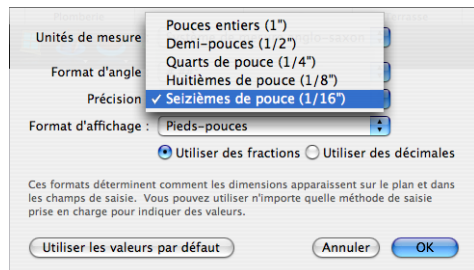 Pouces entiers (1")
Unités de mesure
Demi-pouces (1/2")
Quarts de pouce (1/4")
Format d'angle
Huitièmes de pouce (1/8")
Précision ✓ Seizièmes de pouce (1/16")
Format d'affichage : Pieds-pouces
Utiliser des fractions Utiliser des décimales
Ces formats déterminent comment les dimensions apparaissent sur le plan et dans
les champs de saisie. Vous pouvez utiliser n'importe quelle méthode de saisie
prise en charge pour indiquer des valeurs.
Utiliser les valeurs par défaut Annuler OK